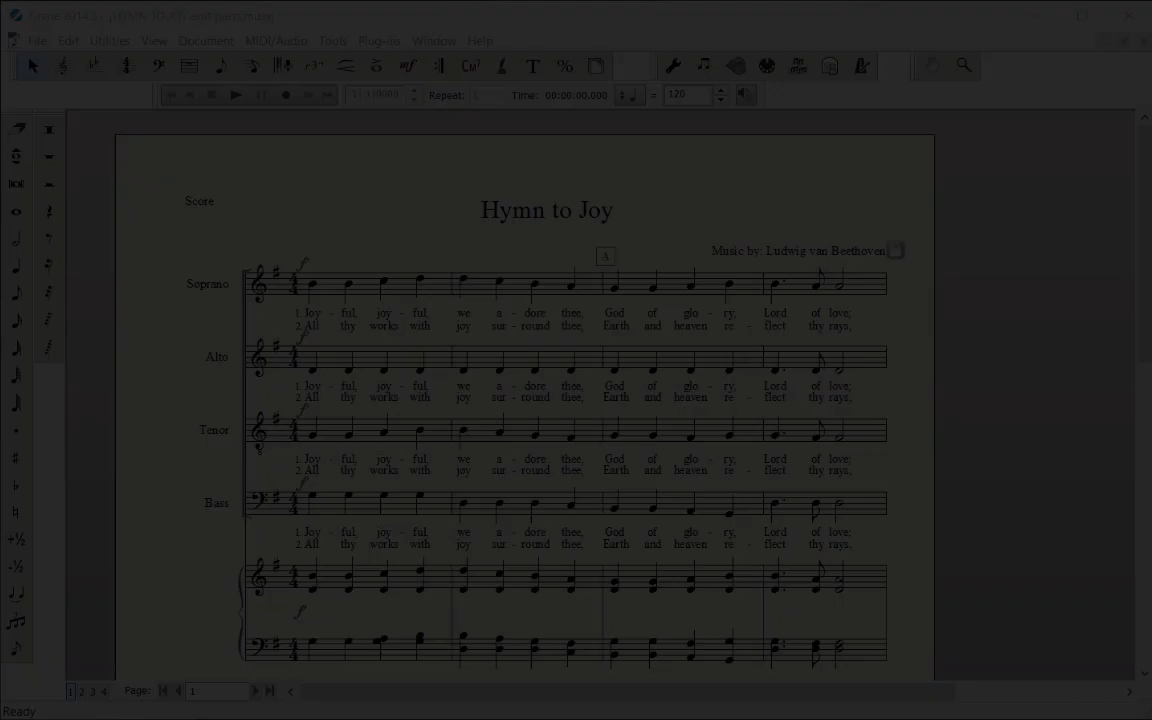 File Edit Utilities View Document MIDI/Audio Tools Plug-ins Window Help
Repeat: Time: 00:00:00.000 = 120
Score
Hymn to Joy
Music by: Ludwig van Beethoven
A
Soprano
1. Joy - ful, joy - ful, we a - dore thee, God of glo - ry, Lord of love;
2. All thy works with joy sur - round thee, Earth and heaven re - flect thy rays,
Alto
1. Joy - ful, joy - ful, we a - dore thee, God of glo - ry, Lord of love;
2. All thy works with joy sur - round thee, Earth and heaven re - flect thy rays,
Tenor
1. Joy - ful, joy - ful, we a - dore thee, God of glo - ry, Lord of love;
2. All thy works with joy sur - round thee, Earth and heaven re - flect thy rays,
Bass
1. Joy - ful, joy - ful, we a - dore thee, God of glo - ry, Lord of love;
2. All thy works with joy sur - round thee, Earth and heaven re - flect thy rays,
f
1 2 3 4 Page: 1
Ready